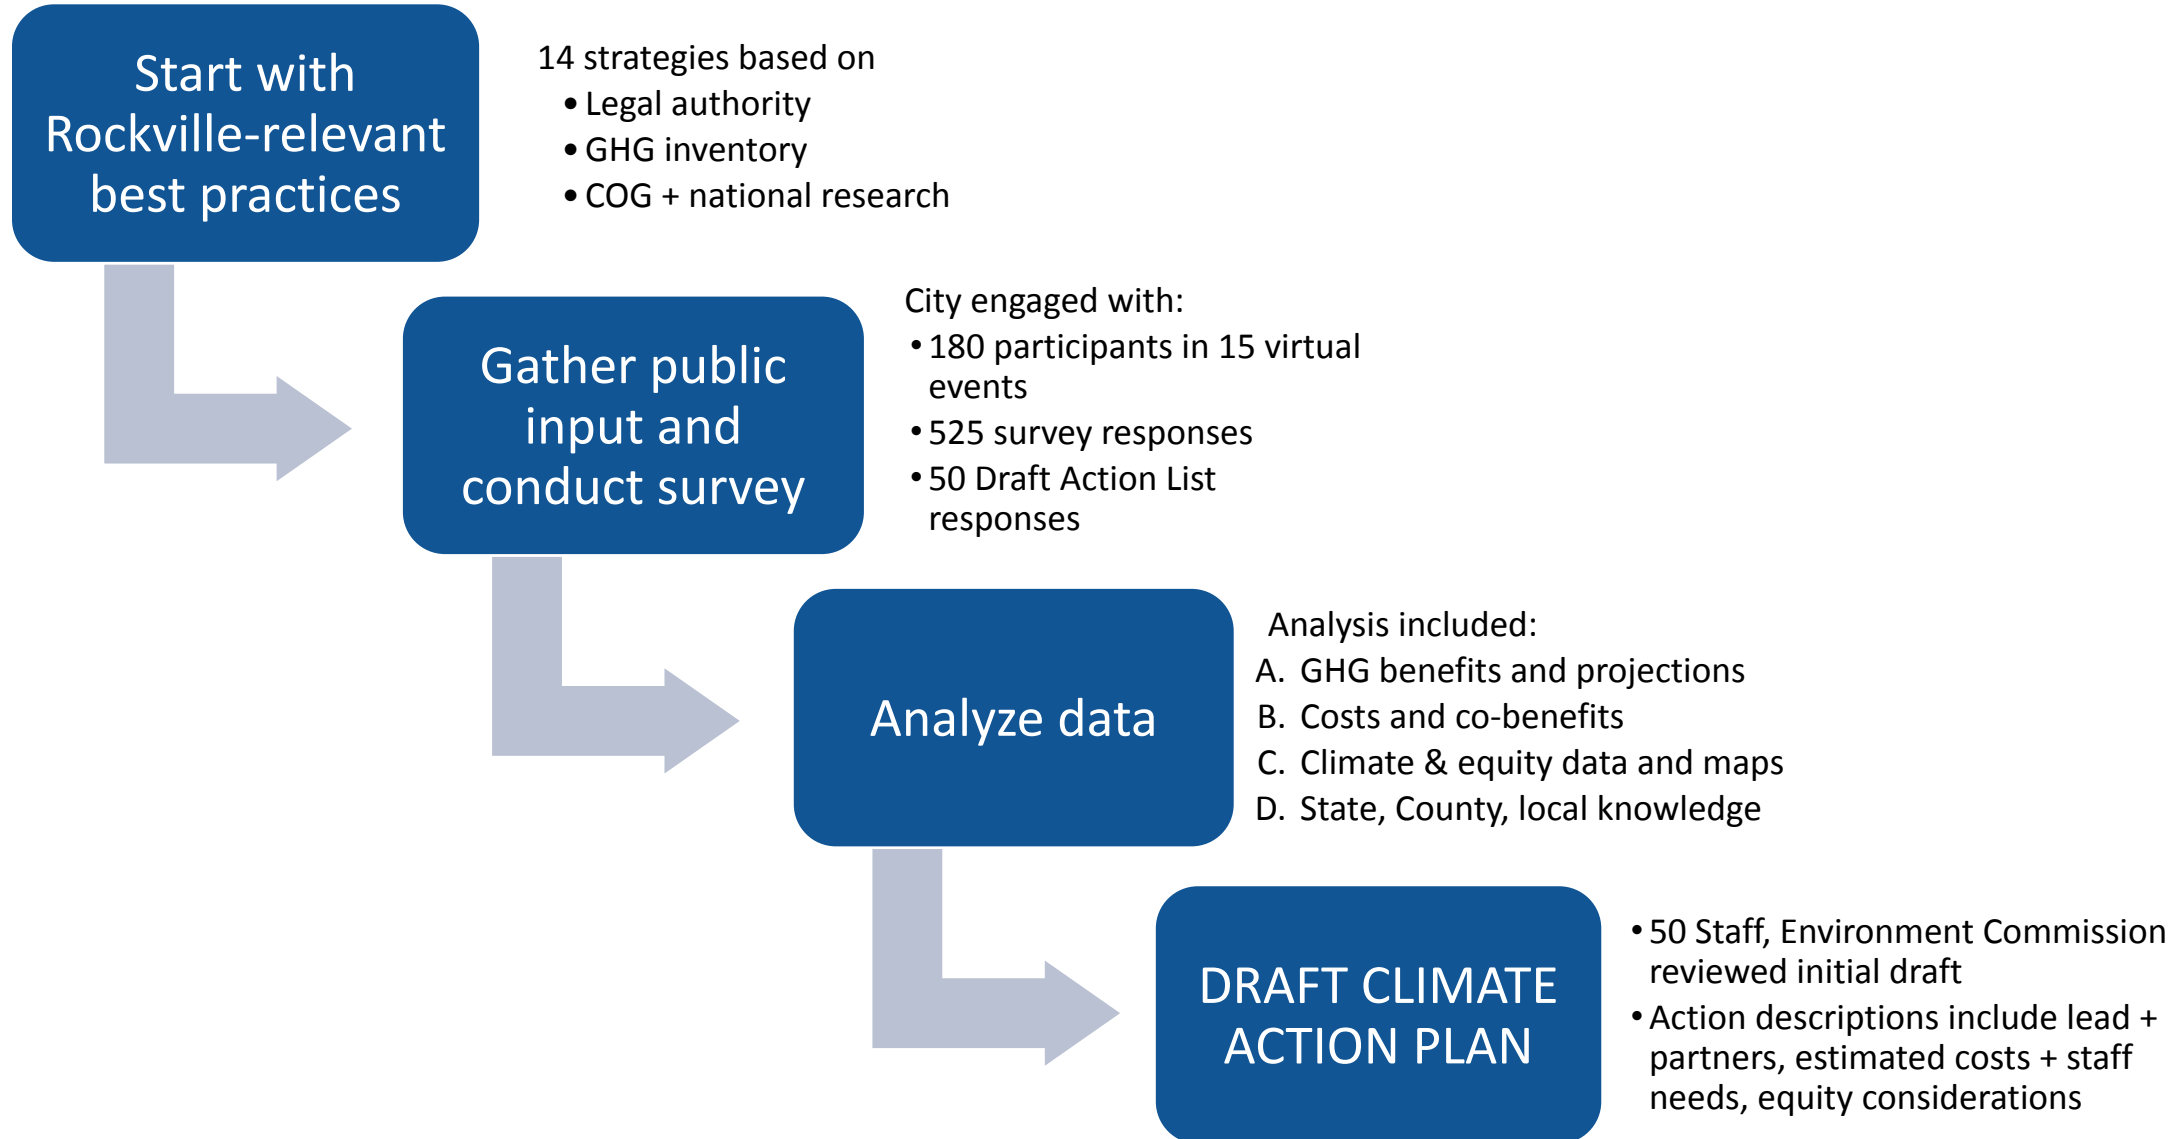 Start with
Rockville-relevant
best practices
14 strategies based on
• Legal authority
• GHG inventory
• COG + national research
Gather public
input and
conduct survey
City engaged with:
• 180 participants in 15 virtual
events
• 525 survey responses
• 50 Draft Action List
responses
Analyze data
Analysis included:
A. GHG benefits and projections
B. Costs and co-benefits
C. Climate & equity data and maps
D. State, County, local knowledge
DRAFT CLIMATE
ACTION PLAN
• 50 Staff, Environment Commission
reviewed initial draft
• Action descriptions include lead +
partners, estimated costs + staff
needs, equity considerations